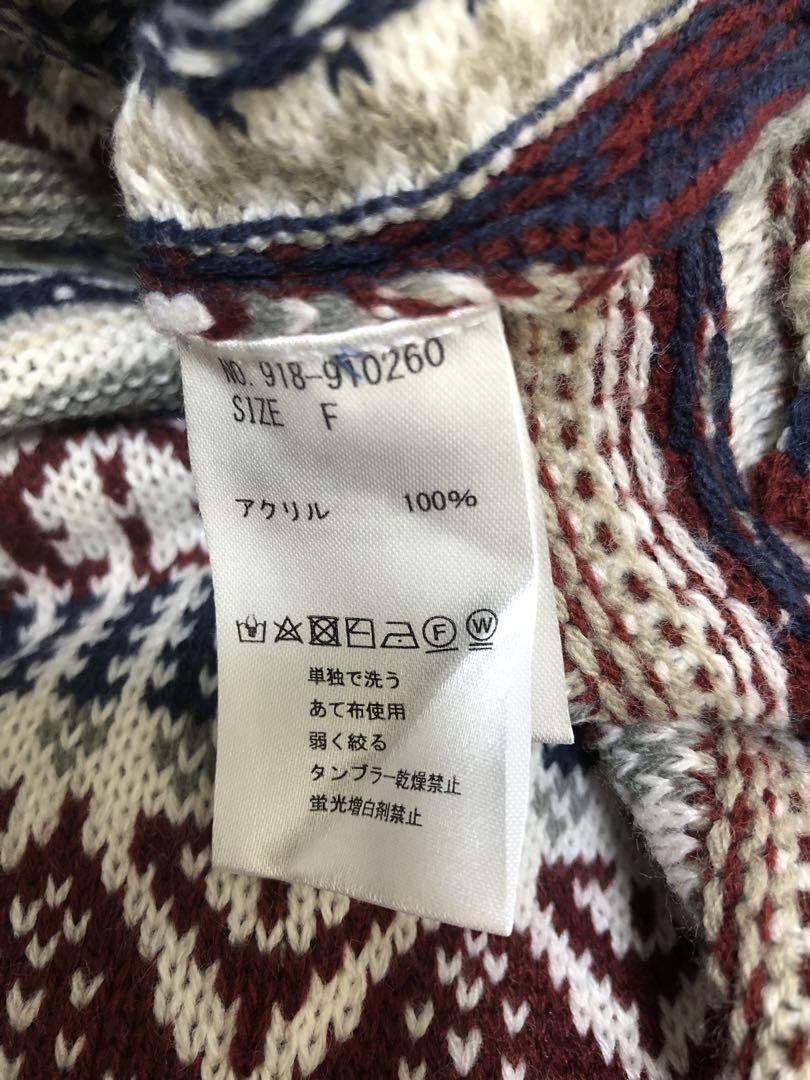 NO. 918-910260
SIZE F
アクリル 100%
F W
単独で洗う
あて布使用
弱く絞る
タンブラー乾燥禁止
蛍光増白剤禁止